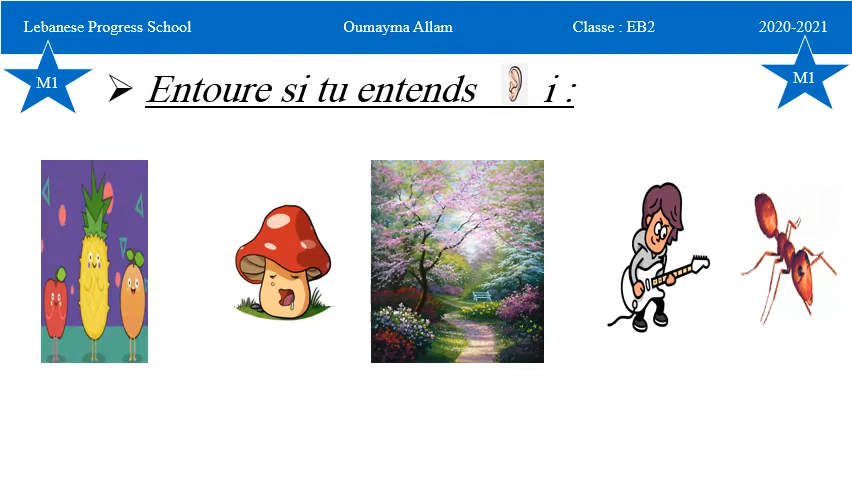 Lebanese Progress School Oumayma Allam Classe : EB2 2020-2021
M1 M1
➢ Entoure si tu entends i :